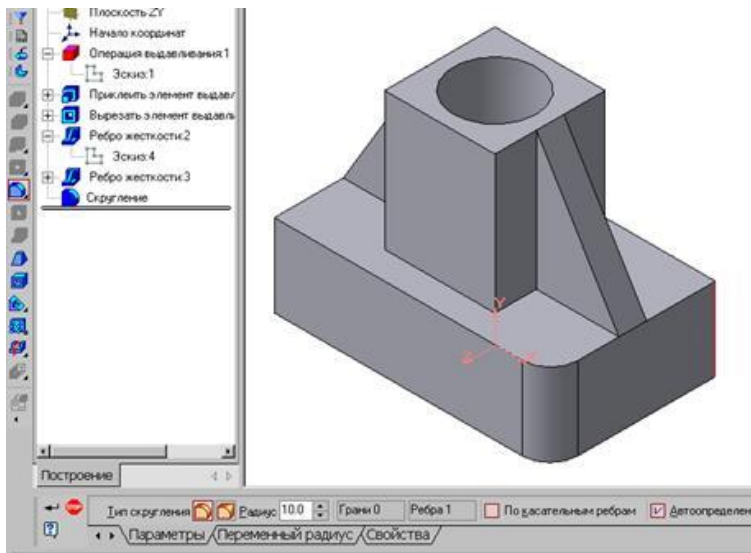 Плоскость ZY
Начало координат
Операция выдавливания:1
Эскиз:1
Приклеить элемент выдавл
Вырезать элемент выдавли
Ребро жесткости:2
Эскиз:4
Ребро жесткости:3
Скругление
Y
Z
X
Построение
Тип скругления Радиус 10.0 Грани 0 Ребра 1 По касательным ребрам Автоопределен
Параметры Переменный радиус Свойства